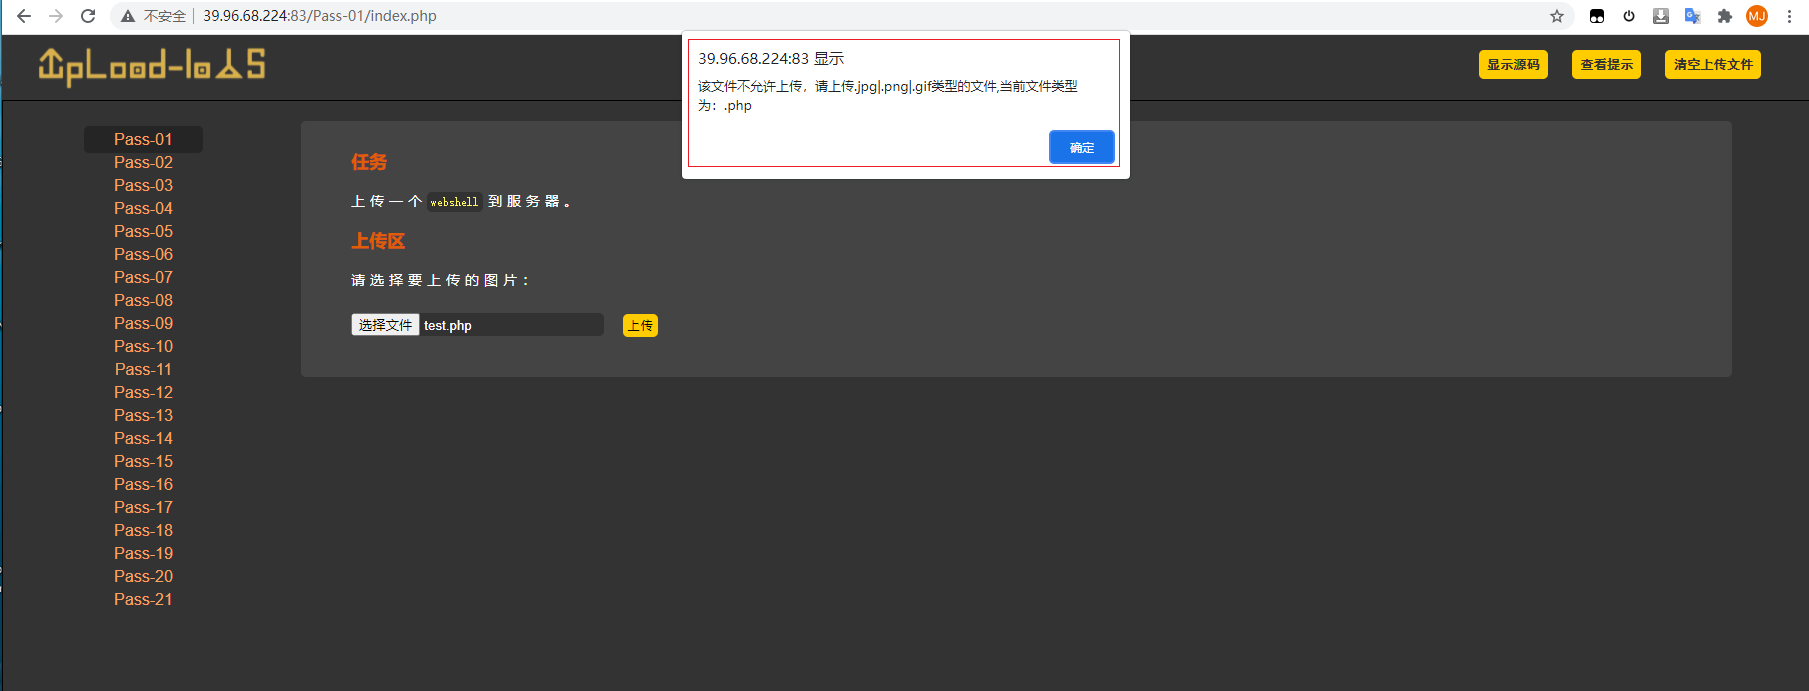 不安全 | 39.96.68.224:83/Pass-01/index.php
MJ
UpLoad-labs
显示源码 查看提示 清空上传文件
39.96.68.224:83 显示
该文件不允许上传，请上传.jpg|.png|.gif类型的文件,当前文件类型
为：.php
确定
Pass-01
Pass-02
Pass-03
Pass-04
Pass-05
Pass-06
Pass-07
Pass-08
Pass-09
Pass-10
Pass-11
Pass-12
Pass-13
Pass-14
Pass-15
Pass-16
Pass-17
Pass-18
Pass-19
Pass-20
Pass-21
任务
上传一个 webshell 到服务器。
上传区
请选择要上传的图片：
选择文件 test.php 上传